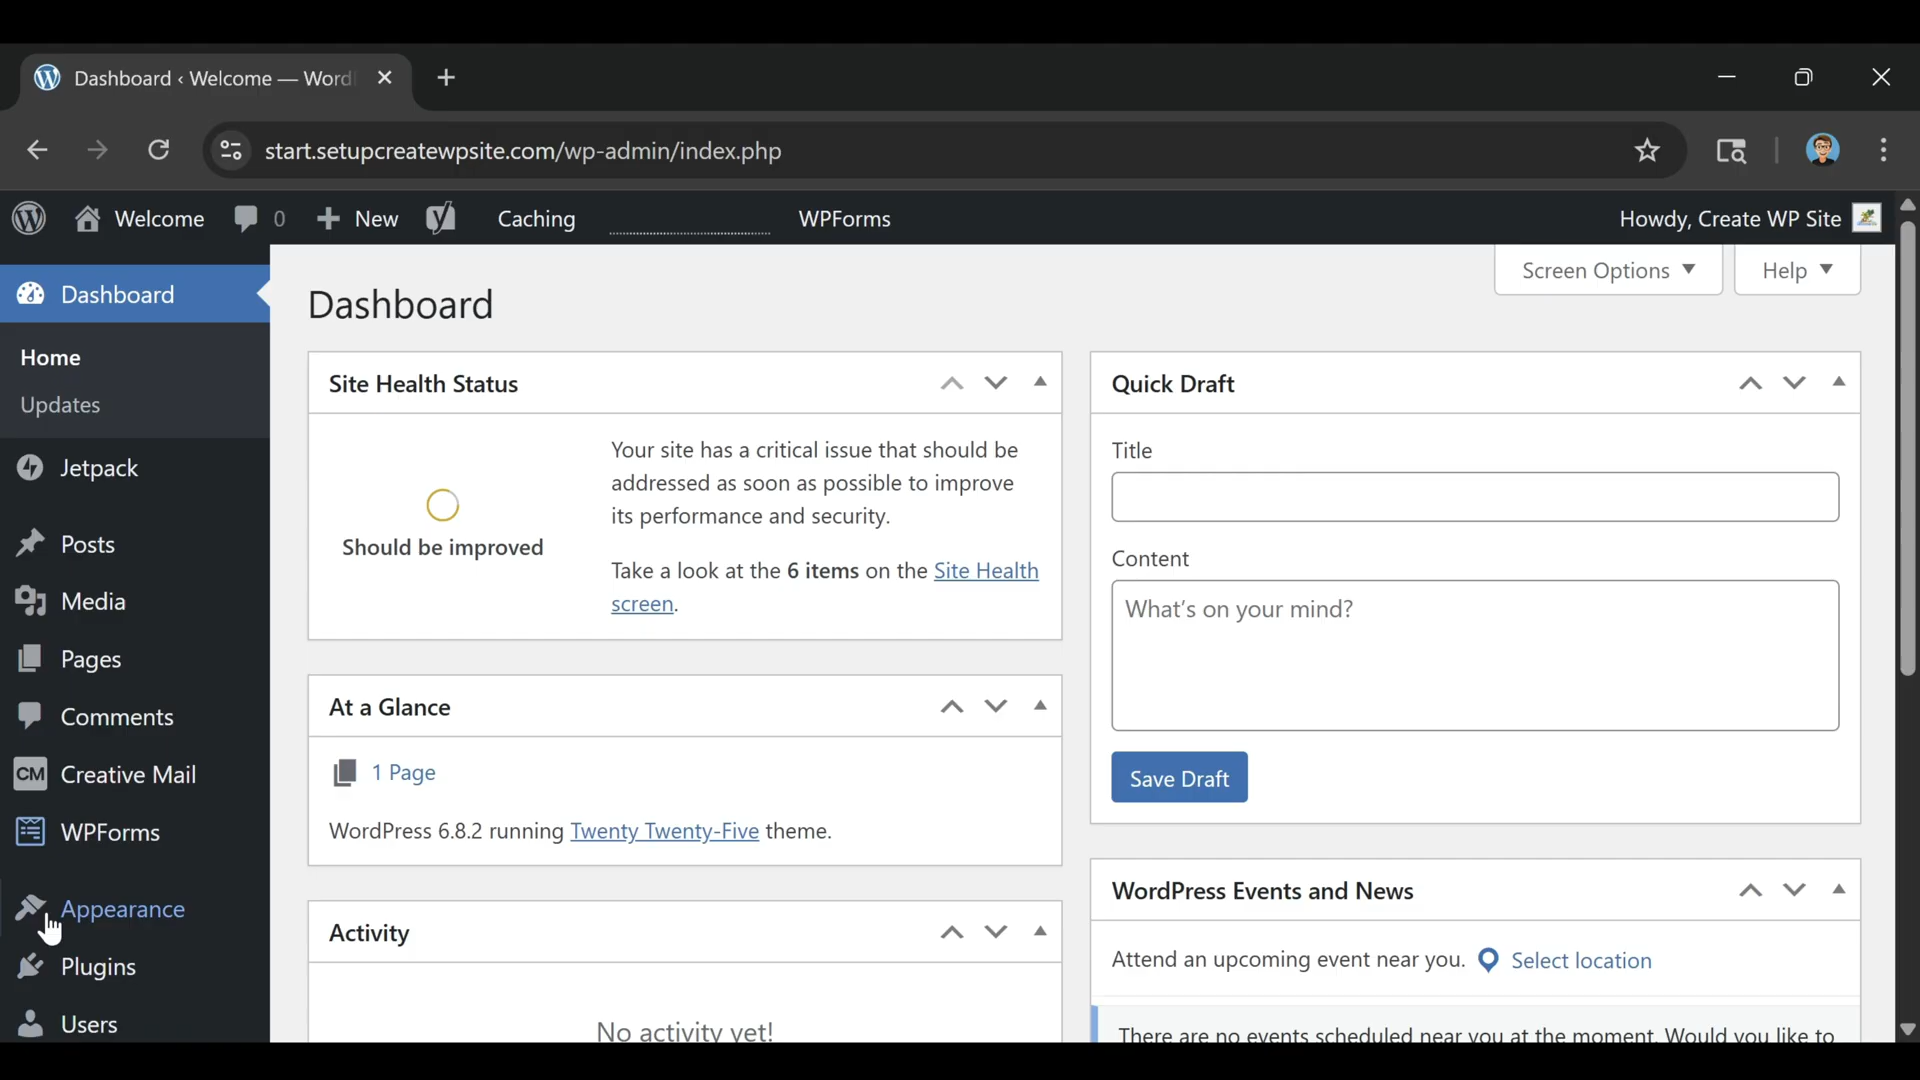 Dashboard ‹ Welcome — Word
start.setupcreatewpsite.com/wp-admin/index.php
Welcome 0 New Caching WPForms Howdy, Create WP Site
Screen Options Help
Dashboard
Home
Updates
Jetpack
Posts
Media
Pages
Comments
CM Creative Mail
WPForms
Appearance
Plugins
Users
Dashboard
Site Health Status
Should be improved
Your site has a critical issue that should be
addressed as soon as possible to improve
its performance and security.
Take a look at the 6 items on the Site Health
screen.
At a Glance
1 Page
WordPress 6.8.2 running Twenty Twenty-Five theme.
Activity
No activity yet!
Quick Draft
Title
Content
What's on your mind?
Save Draft
WordPress Events and News
Attend an upcoming event near you. Select location
There are no events scheduled near you at the moment. Would you like to